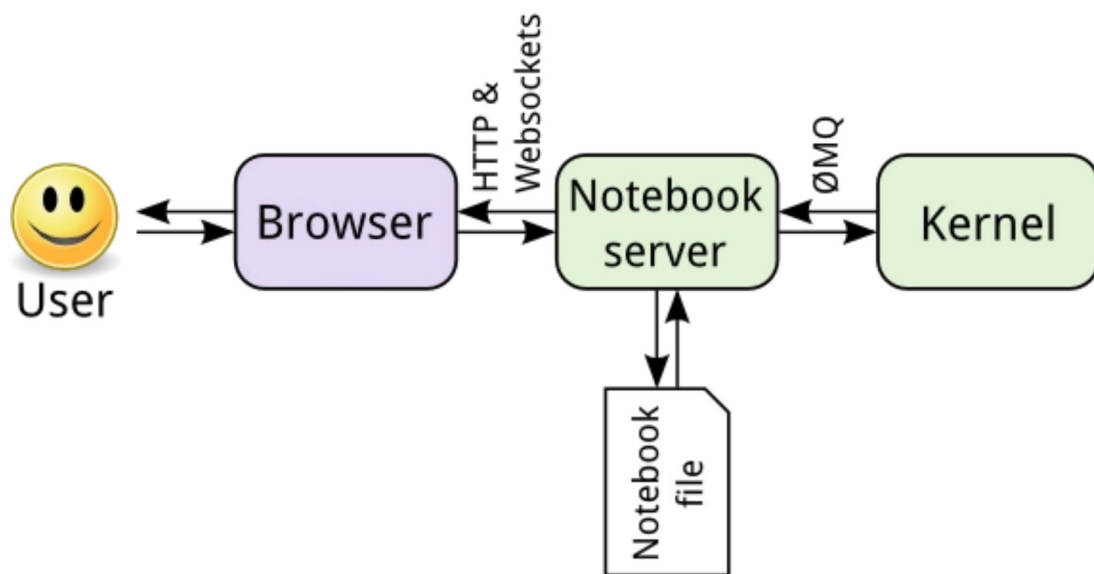 User
Browser
HTTP &
Websockets
Notebook
server
ØMQ
Kernel
Notebook
file